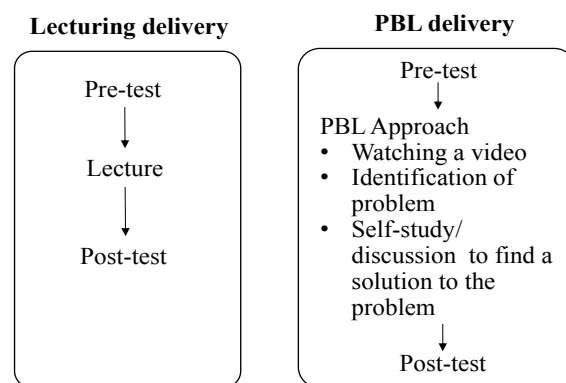 Lecturing delivery
Pre-test
Lecture
Post-test
PBL delivery
Pre-test
PBL Approach
• Watching a video
• Identification of
problem
• Self-study/
discussion to find a
solution to the
problem
Post-test